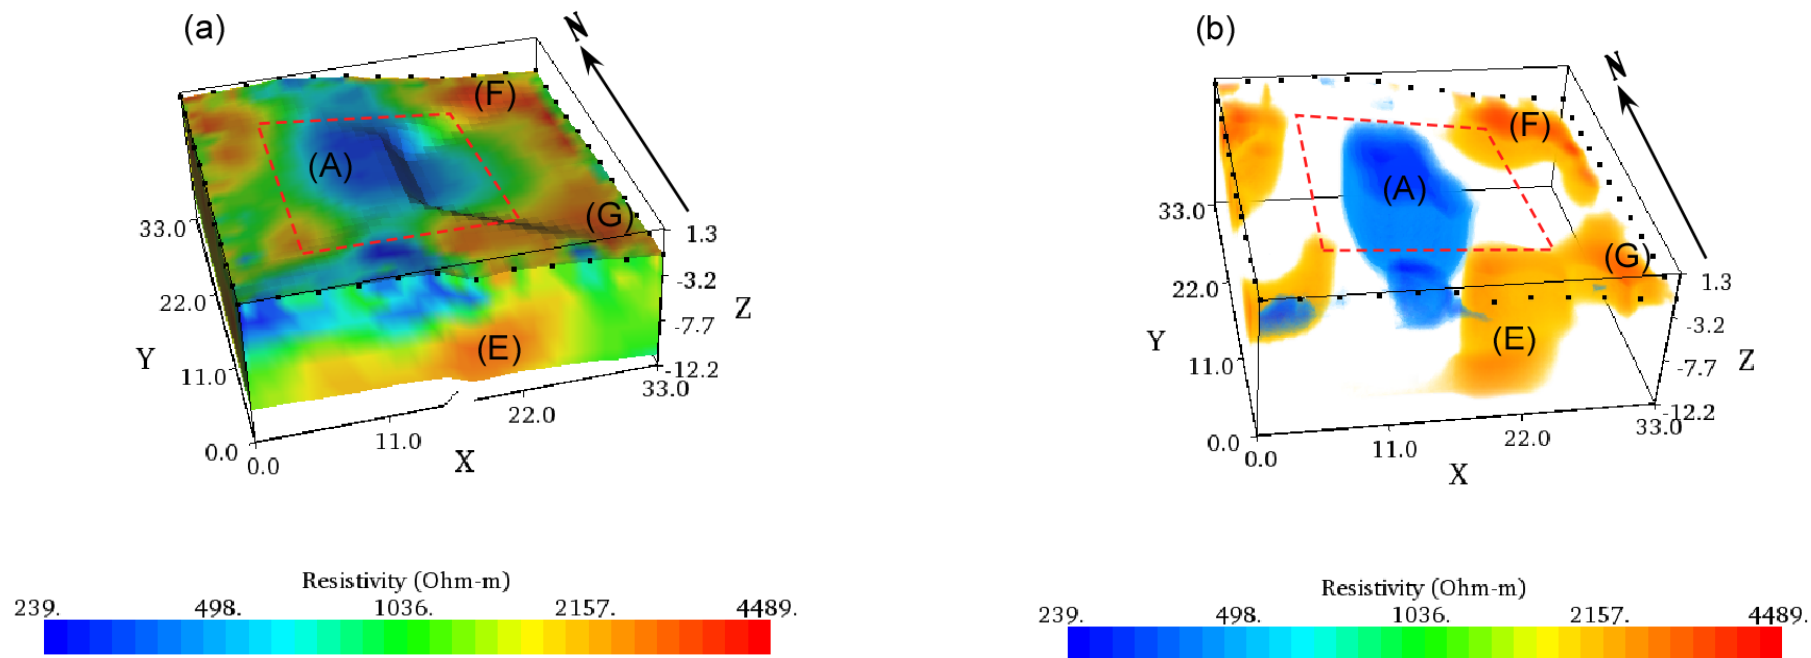 (a)
N
(F)
(A)
(G)
(E)
33.0
22.0
Y
11.0
0.0
0.0
11.0
X
22.0
33.0
1.3
-3.2
Z
-7.7
-12.2
Resistivity (Ohm-m)
239. 498. 1036. 2157. 4489.
(b)
N
(F)
(A)
(G)
(E)
33.0
22.0
Y
11.0
0.0
0.0
11.0
X
22.0
33.0
1.3
-3.2
Z
-7.7
-12.2
Resistivity (Ohm-m)
239. 498. 1036. 2157. 4489.